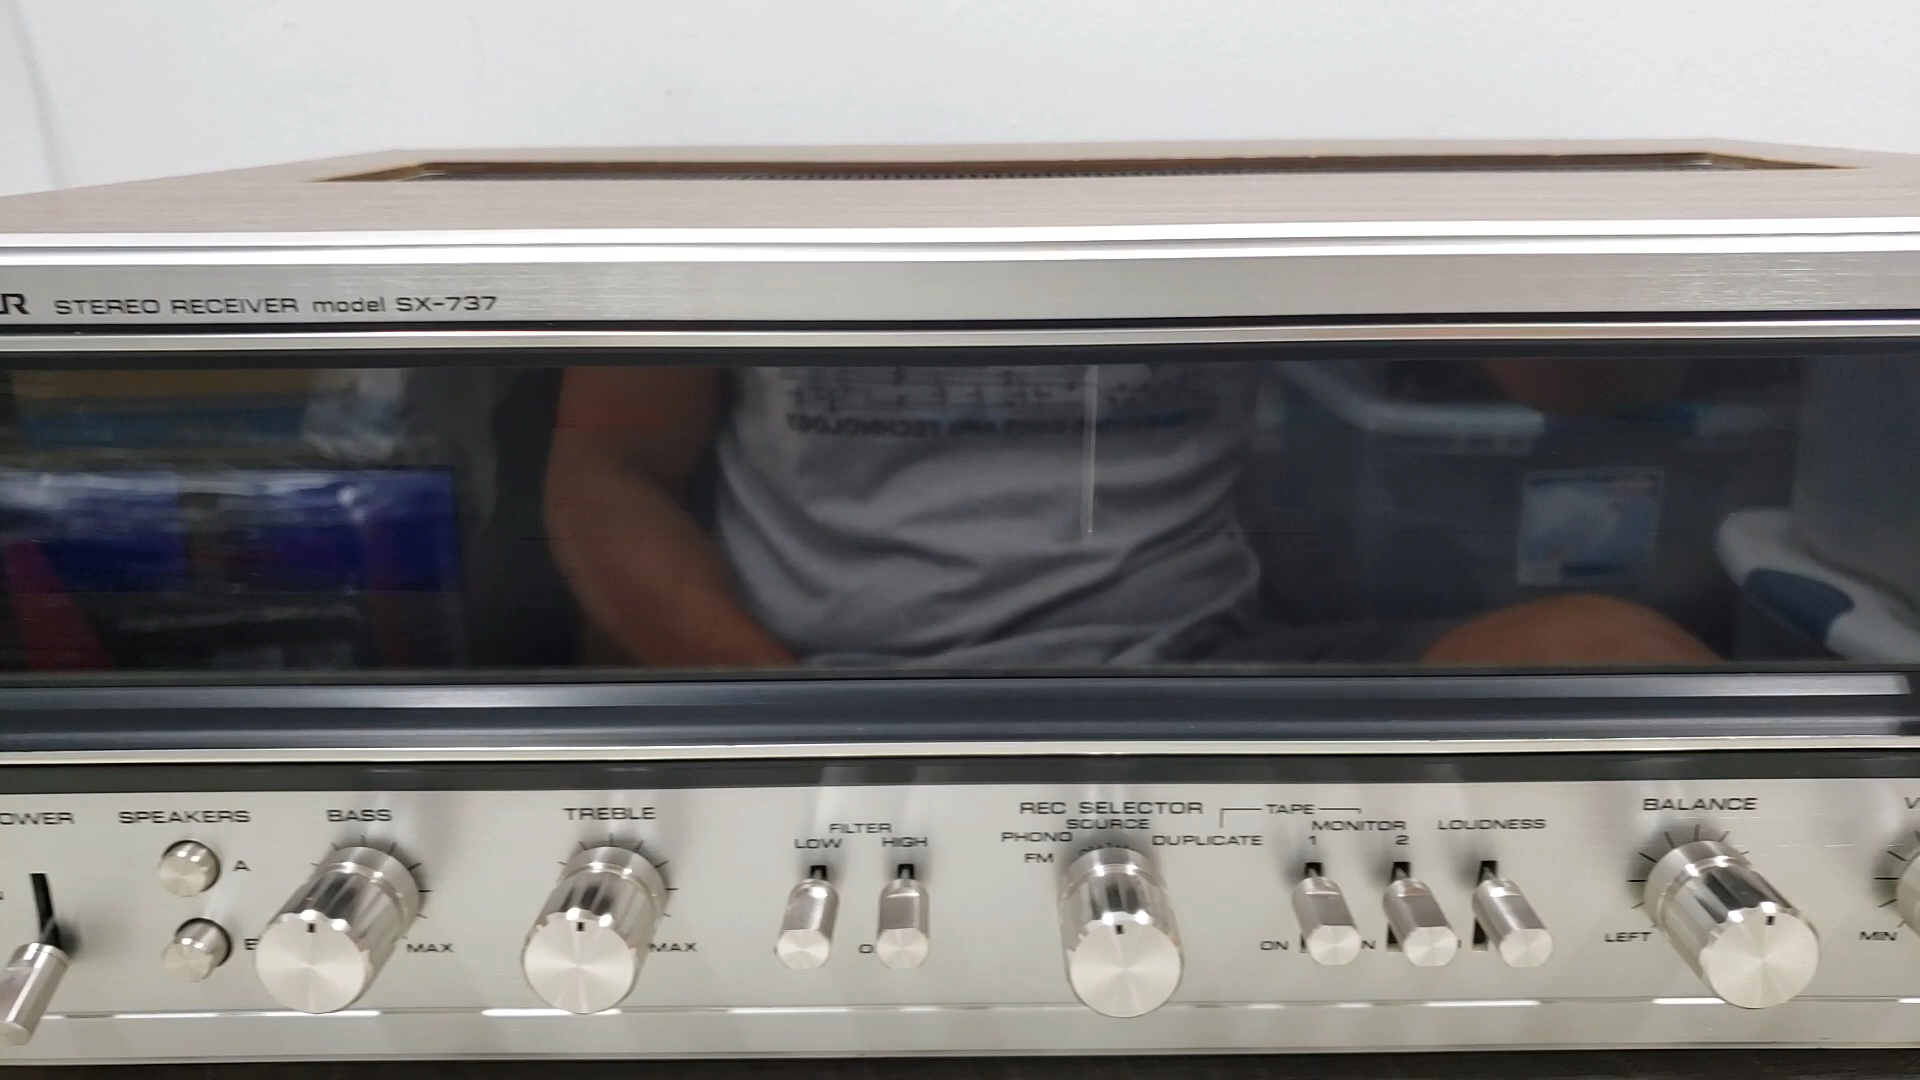 STEREO RECEIVER model SX-737
TECHNOLOGY
SPEAKERS
A
BASS
MAX
TREBLE
MAX
FILTER
LOW HIGH
REC SELECTOR
SOURCE
PHONO
FM
DUPLICATE
TAPE
MONITOR
1 2
ON
LOUDNESS
BALANCE
LEFT
MIN